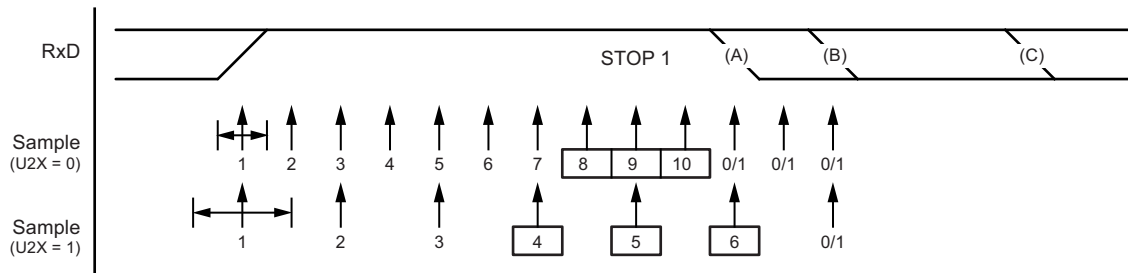 RxD
STOP 1
(A)
(B)
(C)
Sample
(U2X = 0)
1 2 3 4 5 6 7 8 9 10 0/1 0/1 0/1
Sample
(U2X = 1)
1 2 3 4 5 6 0/1